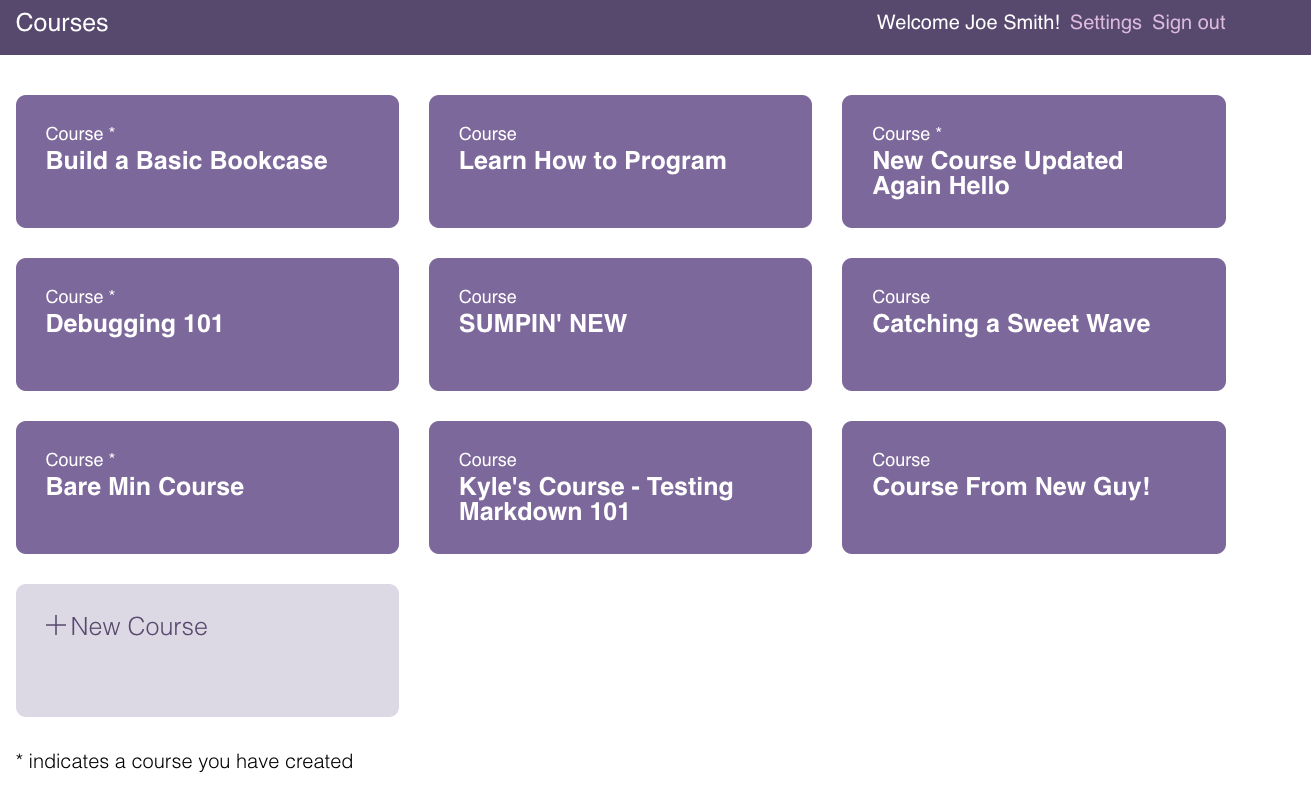 Courses
Welcome Joe Smith! Settings Sign out
Course *
Build a Basic Bookcase
Course
Learn How to Program
Course *
New Course Updated
Again Hello
Course *
Debugging 101
Course
SUMPIN' NEW
Course
Catching a Sweet Wave
Course *
Bare Min Course
Course
Kyle's Course - Testing
Markdown 101
Course
Course From New Guy!
+ New Course
* indicates a course you have created